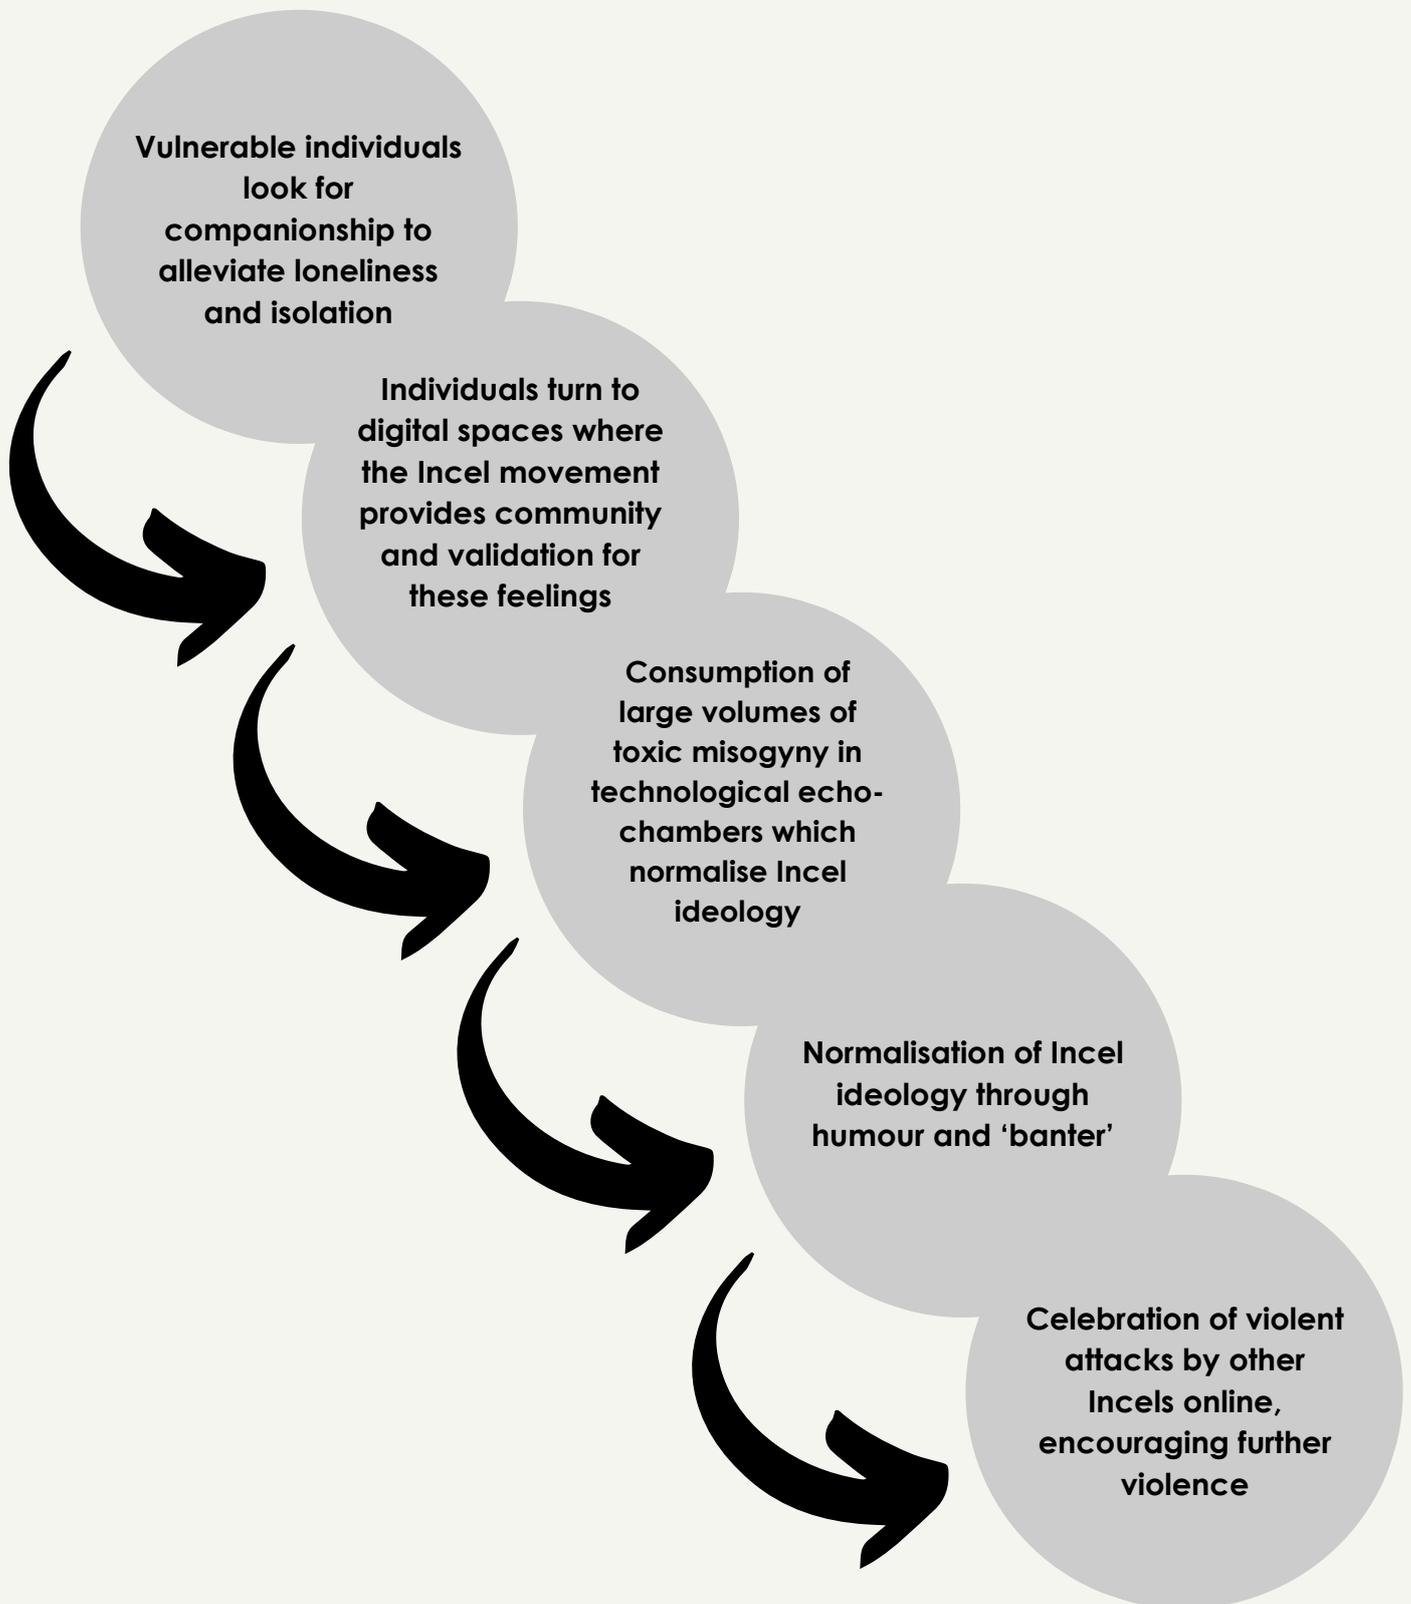 Vulnerable individuals
look for
companionship to
alleviate loneliness
and isolation
Individuals turn to
digital spaces where
the Incel movement
provides community
and validation for
these feelings
Consumption of
large volumes of
toxic misogyny in
technological echo-
chambers which
normalise Incel
ideology
Normalisation of Incel
ideology through
humour and ‘banter’
Celebration of violent
attacks by other
Incels online,
encouraging further
violence